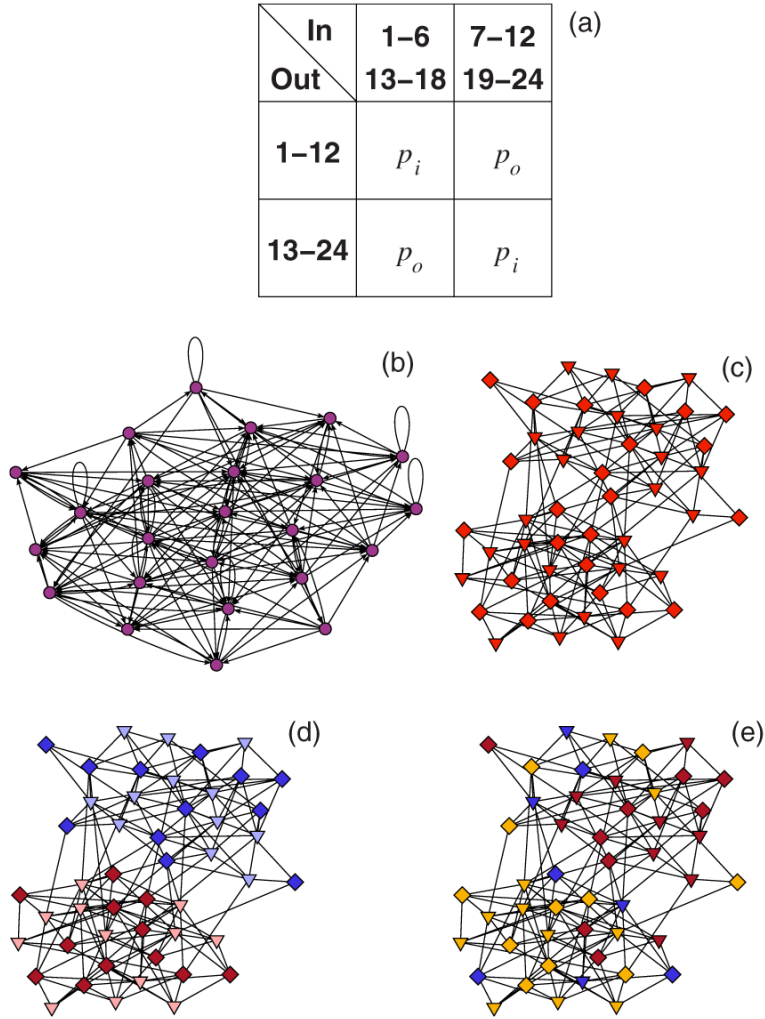 In
Out
1–6
13–18
7–12
19–24
(a)
1–12
p_i
p_o
13–24
p_o
p_i
(b)
(c)
(d)
(e)